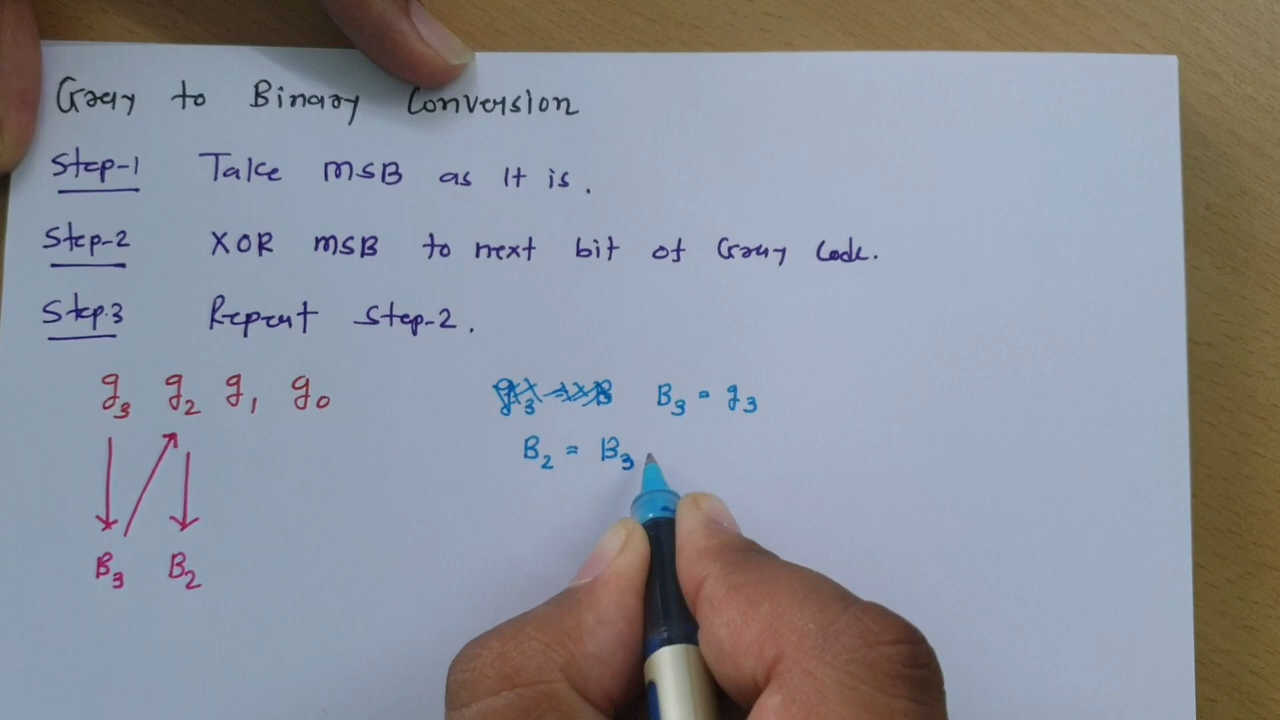 Gray to Binary Conversion
Step-1 Take MSB as It is.
Step-2 XOR MSB to next bit of Gray Code.
Step.3 Repeat Step-2.
g₃ g₂ g₁ g₀
B₃ = g₃
B₂ = B₃
B₃ B₂